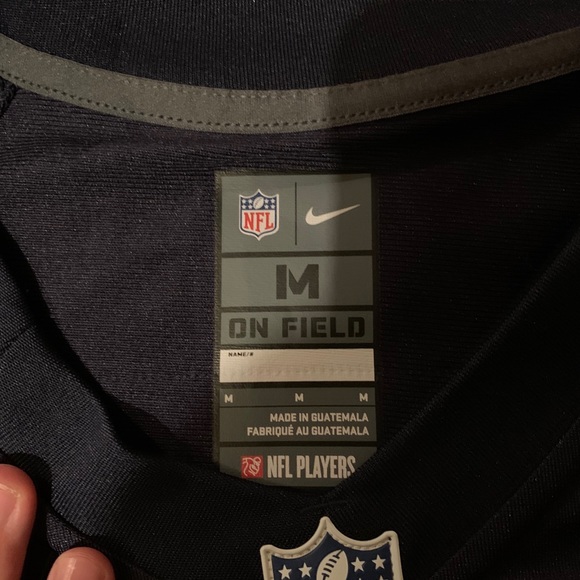 NFL
M
ON FIELD
NAME/#
M M M
MADE IN GUATEMALA
FABRIQUÉ AU GUATEMALA
NFL PLAYERS